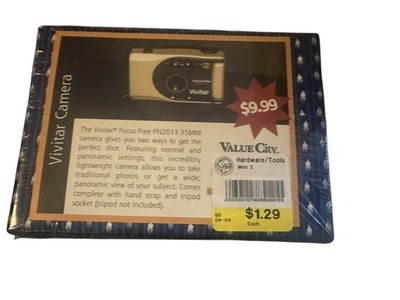 Vivitar Camera
Vivitar
$9.99
The Vivitar® Focus Free PN2011 35MM
camera gives you two ways to get the
perfect shot. Featuring normal and
panoramic settings, this incredibly
lightweight camera allows you to take
traditional photos or get a wide,
panoramic view of your subject. Comes
complete with hand strap and tripod
socket (tripod not included).
VALUE CITY
Hardware/Tools
Misc 2
$1.29
Each